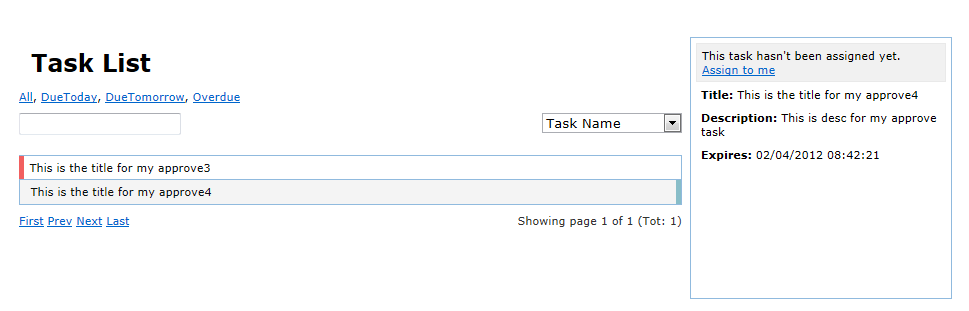 Task List
All, DueToday, DueTomorrow, Overdue
Task Name
This is the title for my approve3
This is the title for my approve4
First Prev Next Last
Showing page 1 of 1 (Tot: 1)
This task hasn't been assigned yet.
Assign to me
Title: This is the title for my approve4
Description: This is desc for my approve
task
Expires: 02/04/2012 08:42:21